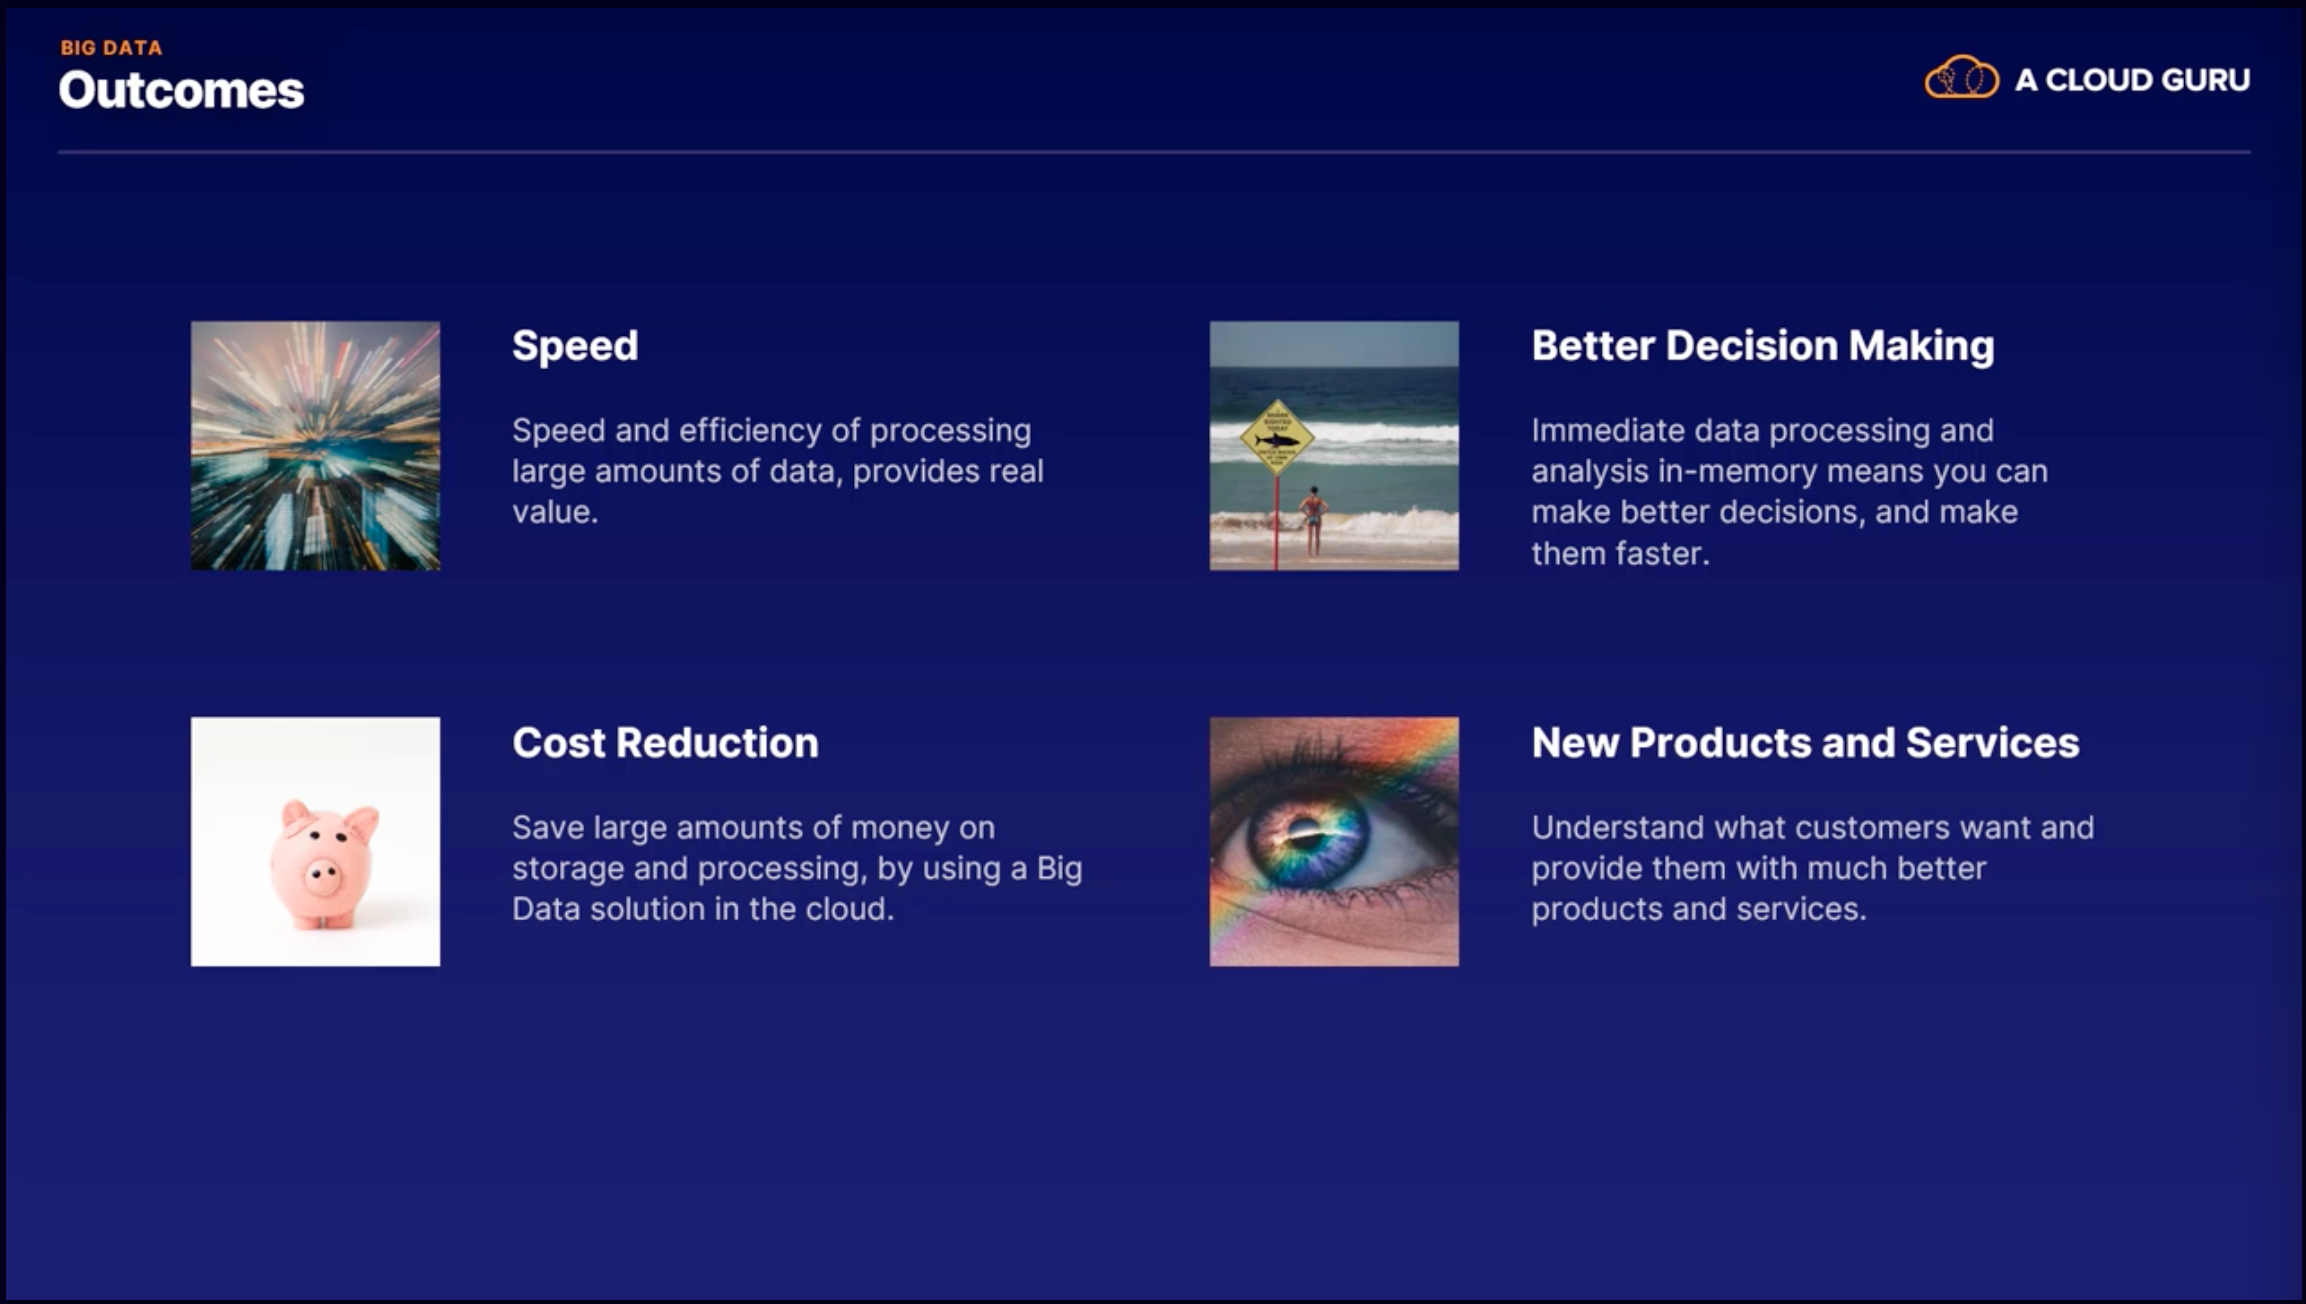 BIG DATA
Outcomes
A CLOUD GURU
Speed
Speed and efficiency of processing
large amounts of data, provides real
value.
Better Decision Making
SHARK
SIGHTED
TODAY
Immediate data processing and
analysis in-memory means you can
make better decisions, and make
them faster.
Cost Reduction
Save large amounts of money on
storage and processing, by using a Big
Data solution in the cloud.
New Products and Services
Understand what customers want and
provide them with much better
products and services.